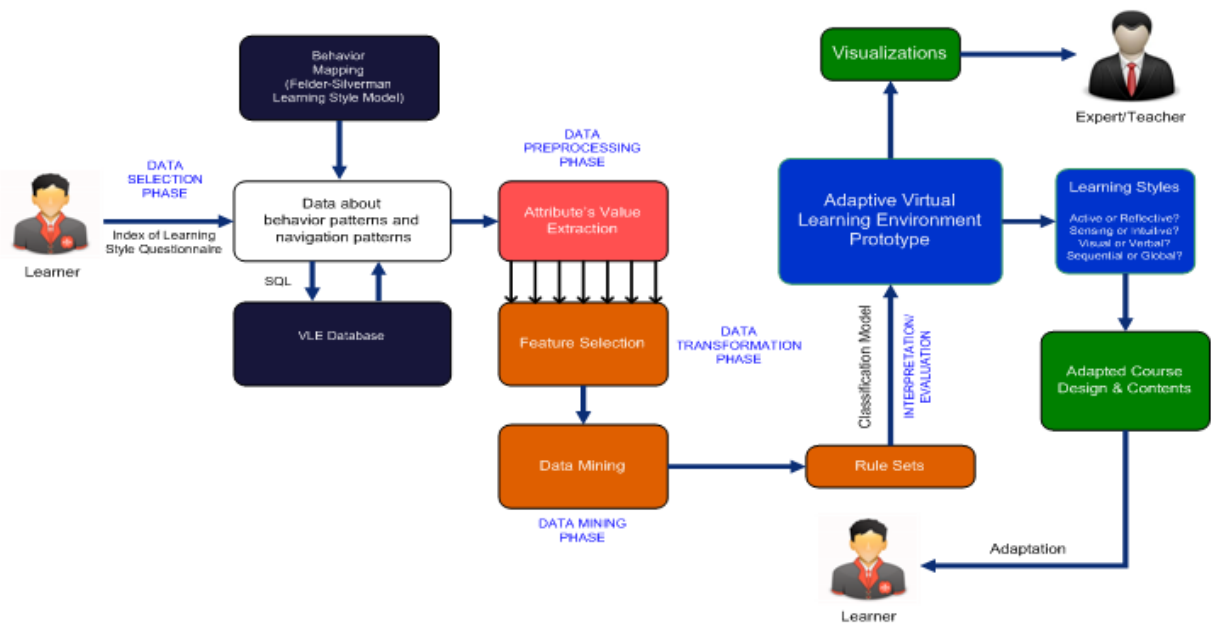 Behavior
Mapping
(Felder-Silverman
Learning Style Model)
DATA
SELECTION
PHASE
Learner
Index of Learning
Style Questionnaire
Data about
behavior patterns and
navigation patterns
SQL
VLE Database
DATA
PREPROCESSING
PHASE
Attribute's Value
Extraction
Feature Selection
DATA
TRANSFORMATION
PHASE
Data Mining
DATA MINING
PHASE
Rule Sets
Classification Model
INTERPRETATION/
EVALUATION
Adaptive Virtual
Learning Environment
Prototype
Visualizations
Expert/Teacher
Learning Styles
Active or Reflective?
Sensing or Intuitive?
Visual or Verbal?
Sequential or Global?
Adapted Course
Design & Contents
Adaptation
Learner